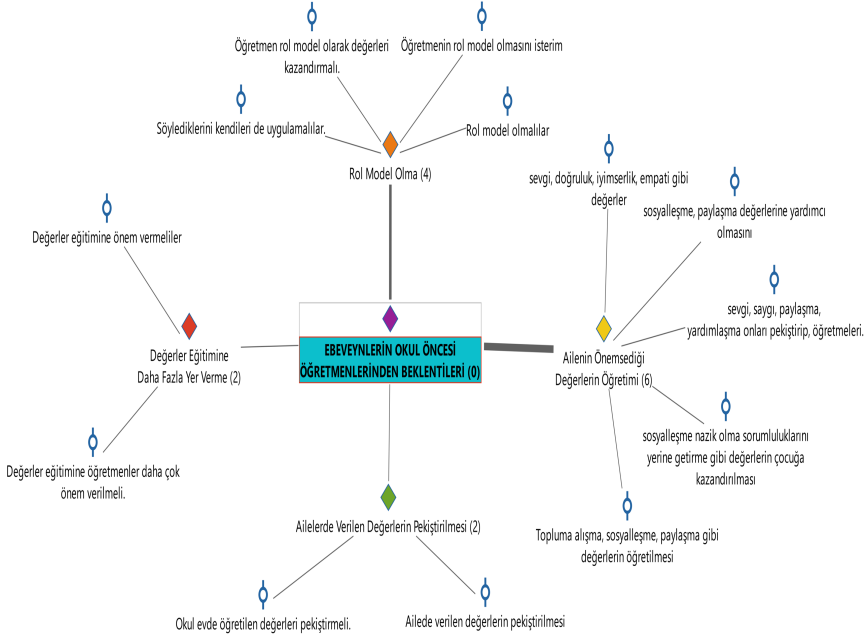 Öğretmen rol model olarak değerleri
kazandırmalı.
Öğretmenin rol model olmasını isterim
Söylediklerini kendileri de uygulamalılar.
Rol model olmalılar
Rol Model Olma (4)
sevgi, doğruluk, iyimserlik, empati gibi
değerler
sosyalleşme, paylaşma değerlerine yardımcı
olmasını
Değerler eğitimine önem vermeliler
sevgi, saygı, paylaşma,
yardımlaşma onları pekiştirip, öğretmeleri.
Değerler Eğitimine
Daha Fazla Yer Verme (2)
EBEVEYNLERİN OKUL ÖNCESİ
ÖĞRETMENLERİNDEN BEKLENTİLERİ (0)
Ailenin Önemsediği
Değerlerin Öğretimi (6)
sosyalleşme nazik olma sorumluluklarını
yerine getirme gibi değerlerin çocuğa
kazandırılması
Değerler eğitimine öğretmenler daha çok
önem verilmeli.
Ailelerde Verilen Değerlerin Pekiştirilmesi (2)
Topluma alışma, sosyalleşme, paylaşma gibi
değerlerin öğretilmesi
Okul evde öğretilen değerleri pekiştirmeli.
Ailede verilen değerlerin pekiştirilmesi